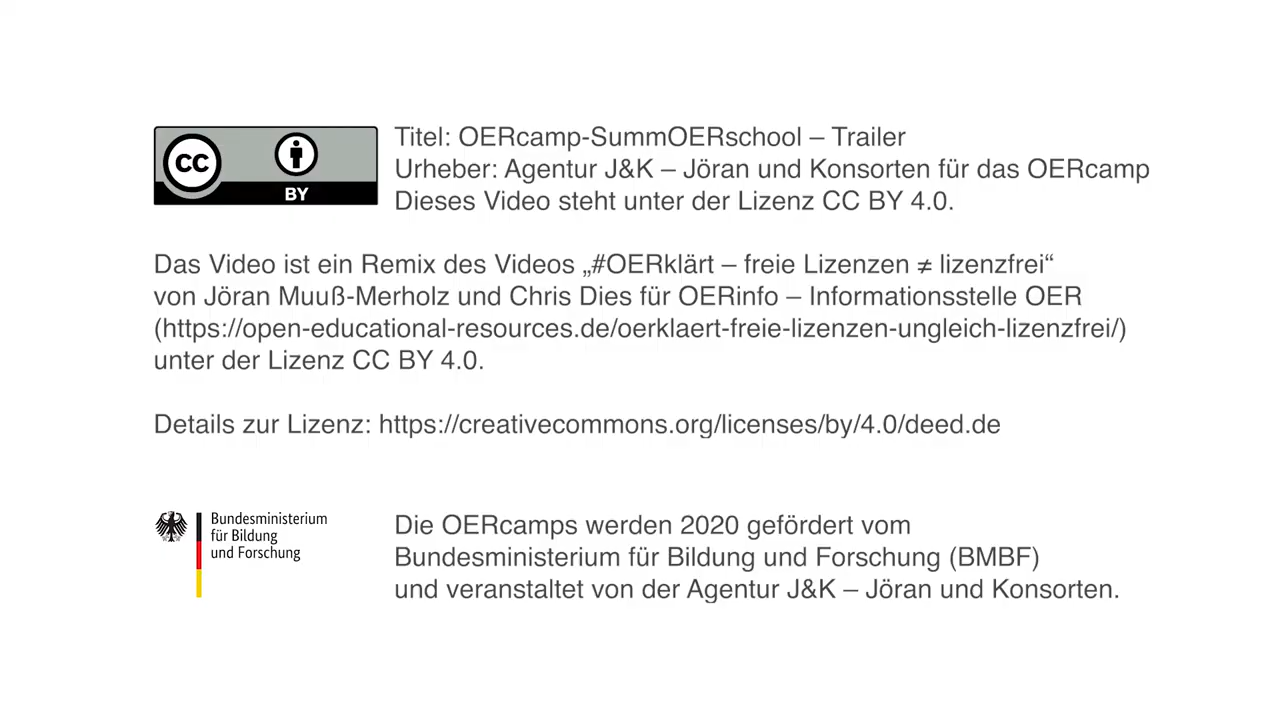 CC
BY
Titel: OERcamp-SummOERschool – Trailer
Urheber: Agentur J&K – Jöran und Konsorten für das OERcamp
Dieses Video steht unter der Lizenz CC BY 4.0.
Das Video ist ein Remix des Videos „#OERklärt – freie Lizenzen ≠ lizenzfrei“
von Jöran Muuß-Merholz und Chris Dies für OERinfo – Informationsstelle OER
(https://open-educational-resources.de/oerklaert-freie-lizenzen-ungleich-lizenzfrei/)
unter der Lizenz CC BY 4.0.
Details zur Lizenz: https://creativecommons.org/licenses/by/4.0/deed.de
Bundesministerium
für Bildung
und Forschung
Die OERcamps werden 2020 gefördert vom
Bundesministerium für Bildung und Forschung (BMBF)
und veranstaltet von der Agentur J&K – Jöran und Konsorten.